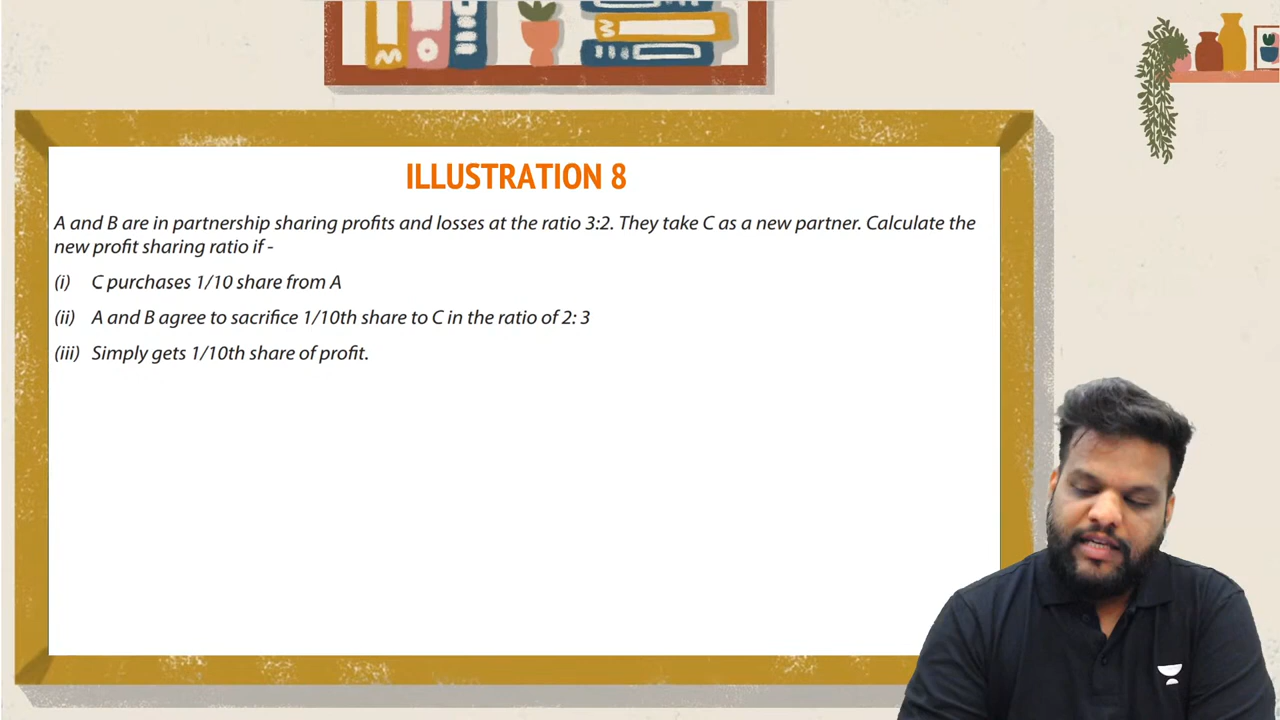 ILLUSTRATION 8
A and B are in partnership sharing profits and losses at the ratio 3:2. They take C as a new partner. Calculate the
new profit sharing ratio if -
(i) C purchases 1/10 share from A
(ii) A and B agree to sacrifice 1/10th share to C in the ratio of 2: 3
(iii) Simply gets 1/10th share of profit.